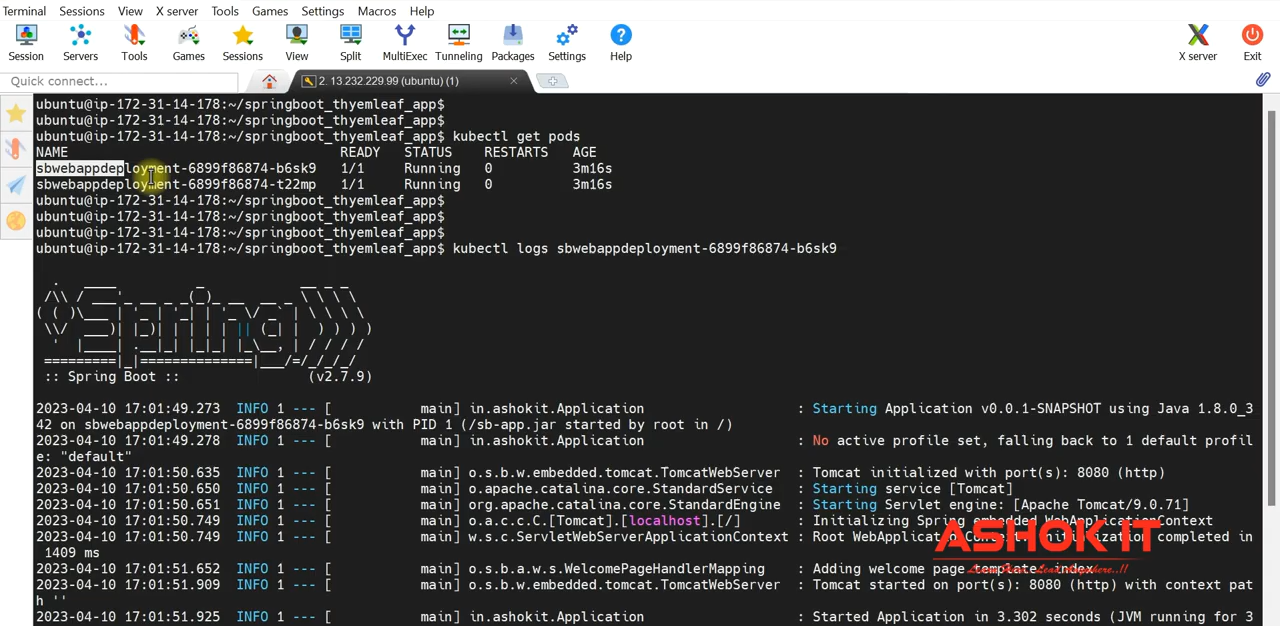 Terminal Sessions View X server Tools Games Settings Macros Help
Session Servers Tools Games Sessions View Split MultiExec Tunneling Packages Settings Help X server Exit
Quick connect... 2. 13.232.229.99 (ubuntu) (1)
ubuntu@ip-172-31-14-178:~/springboot_thyemleaf_app$
ubuntu@ip-172-31-14-178:~/springboot_thyemleaf_app$
ubuntu@ip-172-31-14-178:~/springboot_thyemleaf_app$ kubectl get pods
NAME READY STATUS RESTARTS AGE
sbwebappdeployment-6899f86874-b6sk9 1/1 Running 0 3m16s
sbwebappdeployment-6899f86874-t22mp 1/1 Running 0 3m16s
ubuntu@ip-172-31-14-178:~/springboot_thyemleaf_app$
ubuntu@ip-172-31-14-178:~/springboot_thyemleaf_app$
ubuntu@ip-172-31-14-178:~/springboot_thyemleaf_app$
ubuntu@ip-172-31-14-178:~/springboot_thyemleaf_app$ kubectl logs sbwebappdeployment-6899f86874-b6sk9
Spring
:: Spring Boot :: (v2.7.9)
2023-04-10 17:01:49.273 INFO 1 --- [ main] in.ashokit.Application : Starting Application v0.0.1-SNAPSHOT using Java 1.8.0_3
42 on sbwebappdeployment-6899f86874-b6sk9 with PID 1 (/sb-app.jar started by root in /)
2023-04-10 17:01:49.278 INFO 1 --- [ main] in.ashokit.Application : No active profile set, falling back to 1 default profil
e: "default"
2023-04-10 17:01:50.635 INFO 1 --- [ main] o.s.b.w.embedded.tomcat.TomcatWebServer : Tomcat initialized with port(s): 8080 (http)
2023-04-10 17:01:50.650 INFO 1 --- [ main] o.apache.catalina.core.StandardService : Starting service [Tomcat]
2023-04-10 17:01:50.651 INFO 1 --- [ main] org.apache.catalina.core.StandardEngine : Starting Servlet engine: [Apache Tomcat/9.0.71]
2023-04-10 17:01:50.749 INFO 1 --- [ main] o.a.c.c.C.[Tomcat].[localhost].[/] : Initializing Spring embedded WebApplicationContext
2023-04-10 17:01:50.749 INFO 1 --- [ main] w.s.c.ServletWebServerApplicationContext : Root WebApplicationContext: initialization completed in
1409 ms
2023-04-10 17:01:51.652 INFO 1 --- [ main] o.s.b.a.w.s.WelcomePageHandlerMapping : Adding welcome page template: index
2023-04-10 17:01:51.909 INFO 1 --- [ main] o.s.b.w.embedded.tomcat.TomcatWebServer : Tomcat started on port(s): 8080 (http) with context pat
h ''
2023-04-10 17:01:51.925 INFO 1 --- [ main] in.ashokit.Application : Started Application in 3.302 seconds (JVM running for 3
ASHOK IT